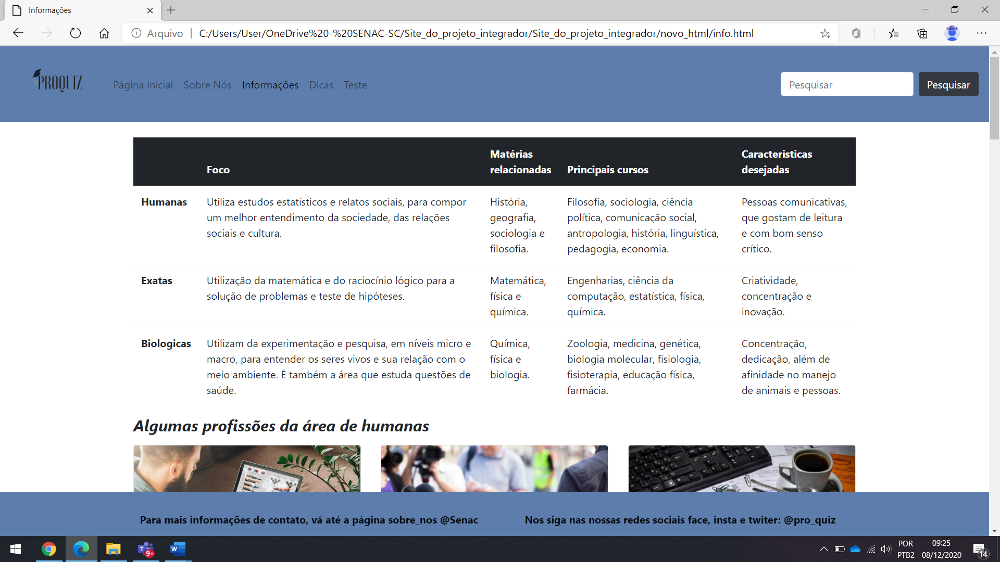 Informações
Arquivo | C:/Users/User/OneDrive%20-%20SENAC-SC/Site_do_projeto_integrador/Site_do_projeto_integrador/novo_html/info.html
PROQUIZ
Página Inicial Sobre Nós Informações Dicas Teste
Pesquisar
Pesquisar
Foco
Matérias
relacionadas
Principais cursos
Caracteristicas
desejadas
Humanas
Utiliza estudos estatísticos e relatos sociais, para compor
um melhor entendimento da sociedade, das relações
sociais e cultura.
História,
geografia,
sociologia e
filosofia.
Filosofia, sociologia, ciência
política, comunicação social,
antropologia, história, linguística,
pedagogia, economia.
Pessoas comunicativas,
que gostam de leitura
e com bom senso
crítico.
Exatas
Utilização da matemática e do raciocínio lógico para a
solução de problemas e teste de hipóteses.
Matemática,
física e
química.
Engenharias, ciência da
computação, estatística, física,
química.
Criatividade,
concentração e
inovação.
Biologicas
Utilizam da experimentação e pesquisa, em níveis micro e
macro, para entender os seres vivos e sua relação com o
meio ambiente. É também a área que estuda questões de
saúde.
Química,
física e
biologia.
Zoologia, medicina, genética,
biologia molecular, fisiologia,
fisioterapia, educação física,
farmácia.
Concentração,
dedicação, além de
afinidade no manejo
de animais e pessoas.
Algumas profissões da área de humanas
Para mais informações de contato, vá até a página sobre_nos @Senac
Nos siga nas nossas redes sociais face, insta e twiter: @pro_quiz
9+
POR
PTB2
09:25
08/12/2020
14